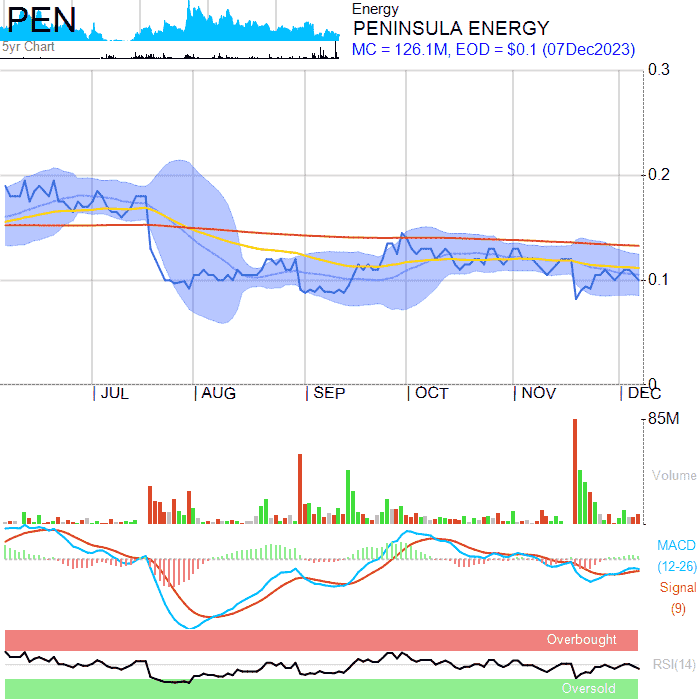 PEN
5yr Chart
Energy
PENINSULA ENERGY
MC = 126.1M, EOD = $0.1 (07Dec2023)
0.3
0.2
0.1
0
JUL AUG SEP OCT NOV DEC
85M
Volume
MACD
(12-26)
Signal
(9)
Overbought
RSI(14)
Oversold